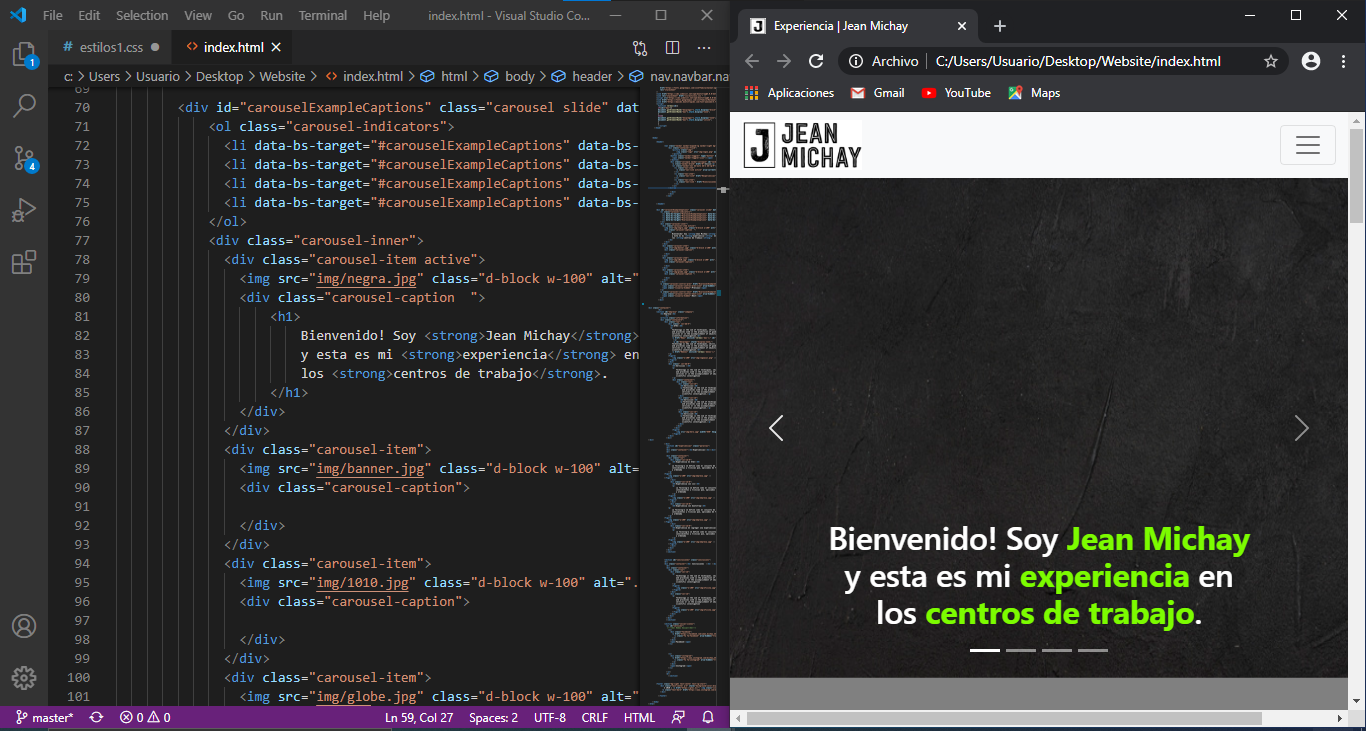 File Edit Selection View Go Run Terminal Help index.html - Visual Studio Co...
# estilos1.css ● <> index.html ×
c: > Users > Usuario > Desktop > Website > <> index.html > html > body > header > nav.navbar.na
69
70 <div id="carouselExampleCaptions" class="carousel slide" dat
71 <ol class="carousel-indicators">
72 <li data-bs-target="#carouselExampleCaptions" data-bs-
73 <li data-bs-target="#carouselExampleCaptions" data-bs-
74 <li data-bs-target="#carouselExampleCaptions" data-bs-
75 <li data-bs-target="#carouselExampleCaptions" data-bs-
76 </ol>
77 <div class="carousel-inner">
78 <div class="carousel-item active">
79 <img src="img/negra.jpg" class="d-block w-100" alt="
80 <div class="carousel-caption  ">
81 <h1>
82 Bienvenido! Soy <strong>Jean Michay</strong>
83 y esta es mi <strong>experiencia</strong> en
84 los <strong>centros de trabajo</strong>.
85 </h1>
86 </div>
87 </div>
88 <div class="carousel-item">
89 <img src="img/banner.jpg" class="d-block w-100" alt=
90 <div class="carousel-caption">
91
92 </div>
93 </div>
94 <div class="carousel-item">
95 <img src="img/1010.jpg" class="d-block w-100" alt=".
96 <div class="carousel-caption">
97
98 </div>
99 </div>
100 <div class="carousel-item">
101 <img src="img/globe.jpg" class="d-block w-100" alt="
1
4
master* 0 0 Ln 59, Col 27 Spaces: 2 UTF-8 CRLF HTML
J Experiencia | Jean Michay × +
Archivo | C:/Users/Usuario/Desktop/Website/index.html
Aplicaciones Gmail YouTube Maps
J JEAN
MICHAY
Bienvenido! Soy Jean Michay
y esta es mi experiencia en
los centros de trabajo.